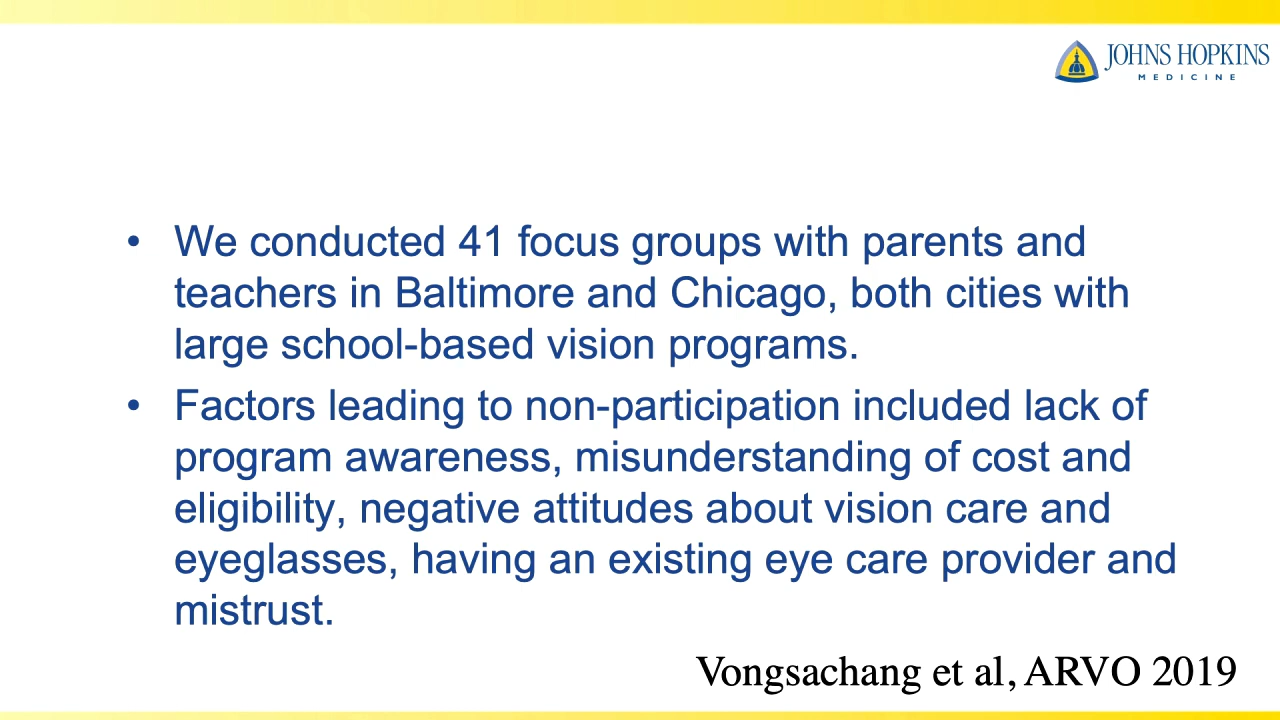 JOHNS HOPKINS
MEDICINE
• We conducted 41 focus groups with parents and
teachers in Baltimore and Chicago, both cities with
large school-based vision programs.
• Factors leading to non-participation included lack of
program awareness, misunderstanding of cost and
eligibility, negative attitudes about vision care and
eyeglasses, having an existing eye care provider and
mistrust.
Vongsachang et al, ARVO 2019